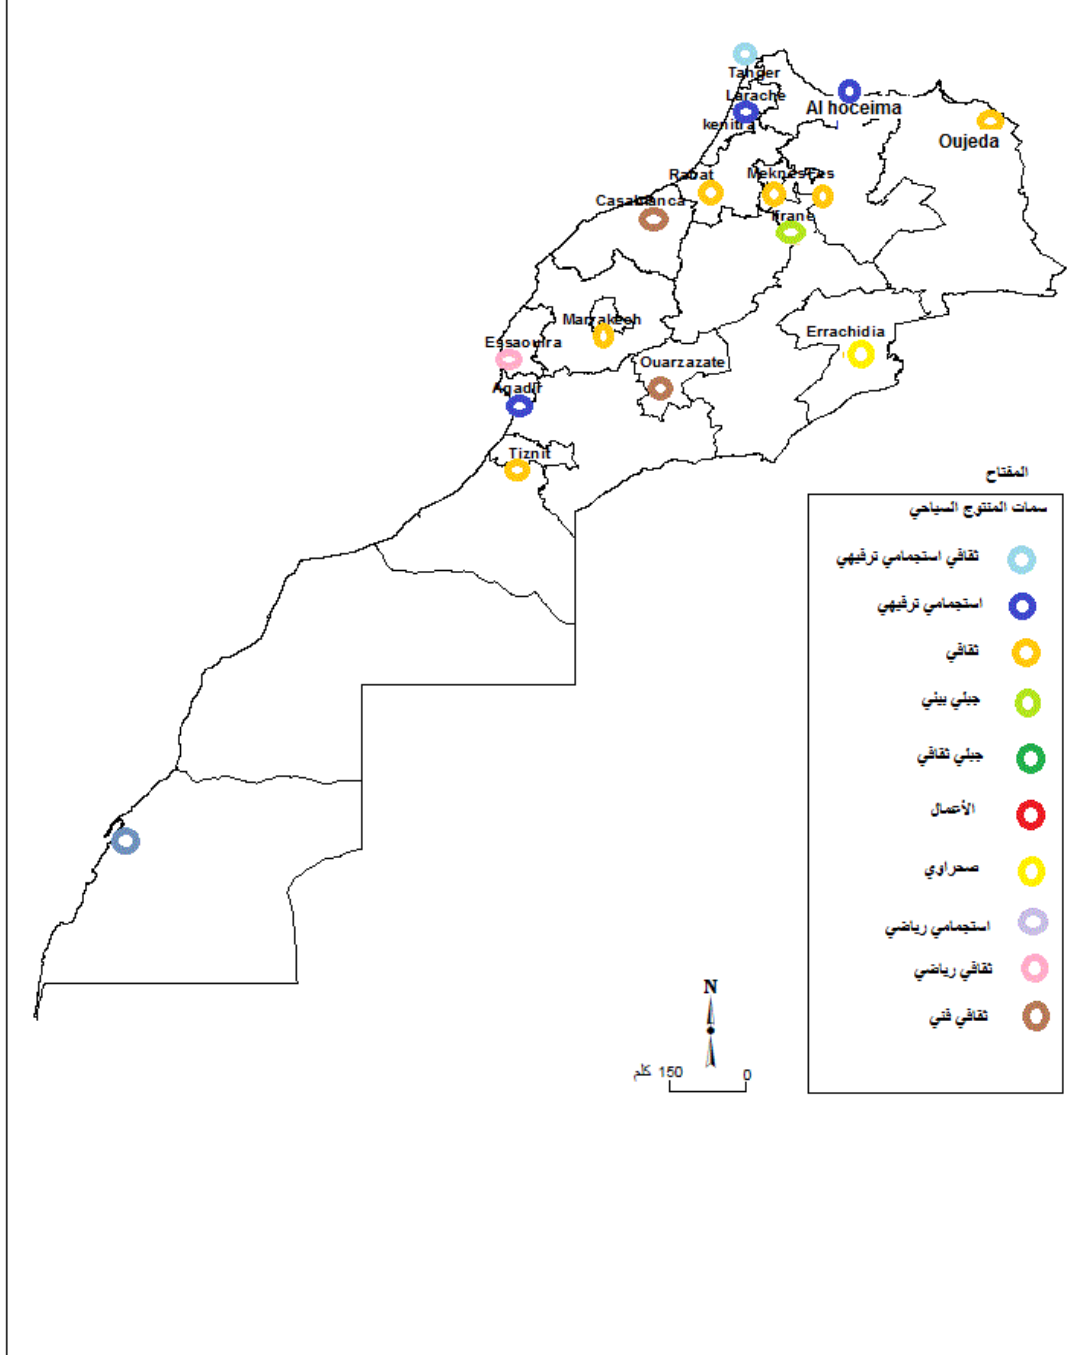 Tanger
Larache
Al hoceima
kenitra
Oujeda
Rabat
Meknes Fes
Casablanca
Ifrane
Marrakech
Errachidia
Essaouira
Ouarzazate
Agadir
Tiznit
المفتاح
سمات المنتوج السياحي
ثقافي استجمامي ترفيهي
استجمامي ترفيهي
ثقافي
جبلي بيئي
جبلي ثقافي
الأعمال
صحراوي
استجمامي رياضي
ثقافي رياضي
ثقافي فني
N
0 150 كلم